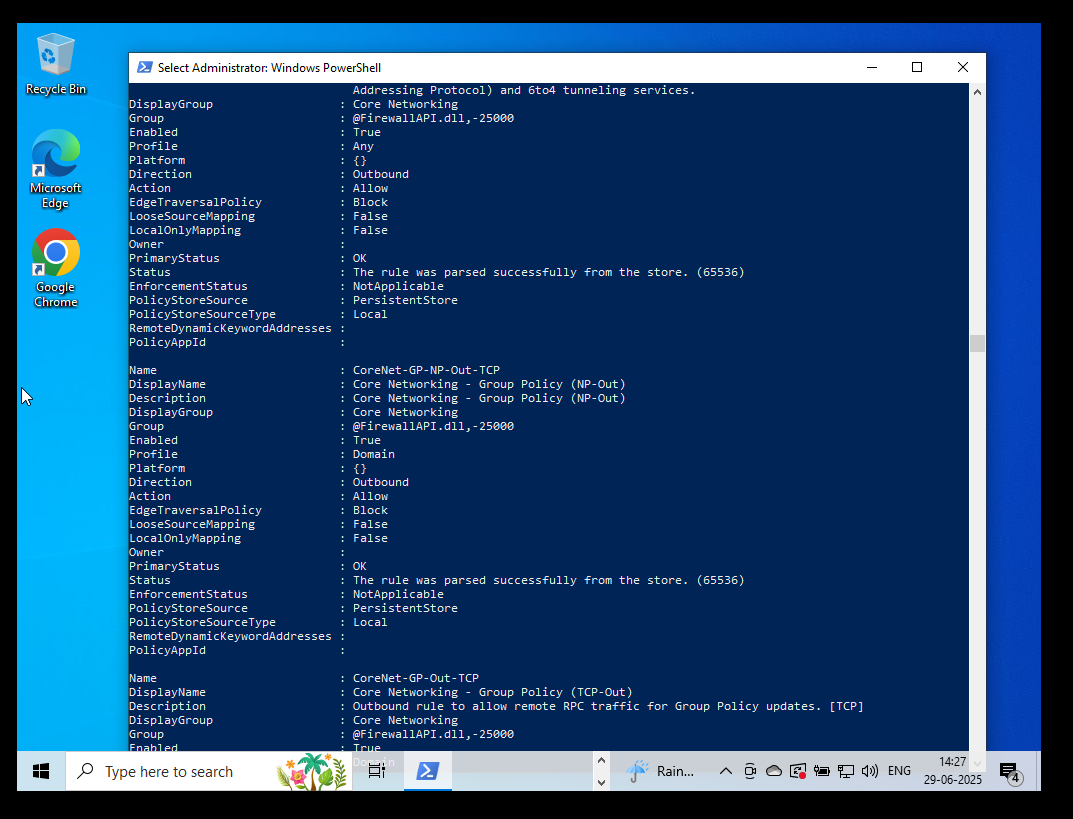 Recycle Bin
Microsoft
Edge
Google
Chrome
Select Administrator: Windows PowerShell
Addressing Protocol) and 6to4 tunneling services.
DisplayGroup : Core Networking
Group : @FirewallAPI.dll,-25000
Enabled : True
Profile : Any
Platform : {}
Direction : Outbound
Action : Allow
EdgeTraversalPolicy : Block
LooseSourceMapping : False
LocalOnlyMapping : False
Owner :
PrimaryStatus : OK
Status : The rule was parsed successfully from the store. (65536)
EnforcementStatus : NotApplicable
PolicyStoreSource : PersistentStore
PolicyStoreSourceType : Local
RemoteDynamicKeywordAddresses :
PolicyAppId :
Name : CoreNet-GP-NP-Out-TCP
DisplayName : Core Networking - Group Policy (NP-Out)
Description : Core Networking - Group Policy (NP-Out)
DisplayGroup : Core Networking
Group : @FirewallAPI.dll,-25000
Enabled : True
Profile : Domain
Platform : {}
Direction : Outbound
Action : Allow
EdgeTraversalPolicy : Block
LooseSourceMapping : False
LocalOnlyMapping : False
Owner :
PrimaryStatus : OK
Status : The rule was parsed successfully from the store. (65536)
EnforcementStatus : NotApplicable
PolicyStoreSource : PersistentStore
PolicyStoreSourceType : Local
RemoteDynamicKeywordAddresses :
PolicyAppId :
Name : CoreNet-GP-Out-TCP
DisplayName : Core Networking - Group Policy (TCP-Out)
Description : Outbound rule to allow remote RPC traffic for Group Policy updates. [TCP]
DisplayGroup : Core Networking
Group : @FirewallAPI.dll,-25000
Enabled : True
Domain
Type here to search
Rain...
ENG
14:27
29-06-2025
4